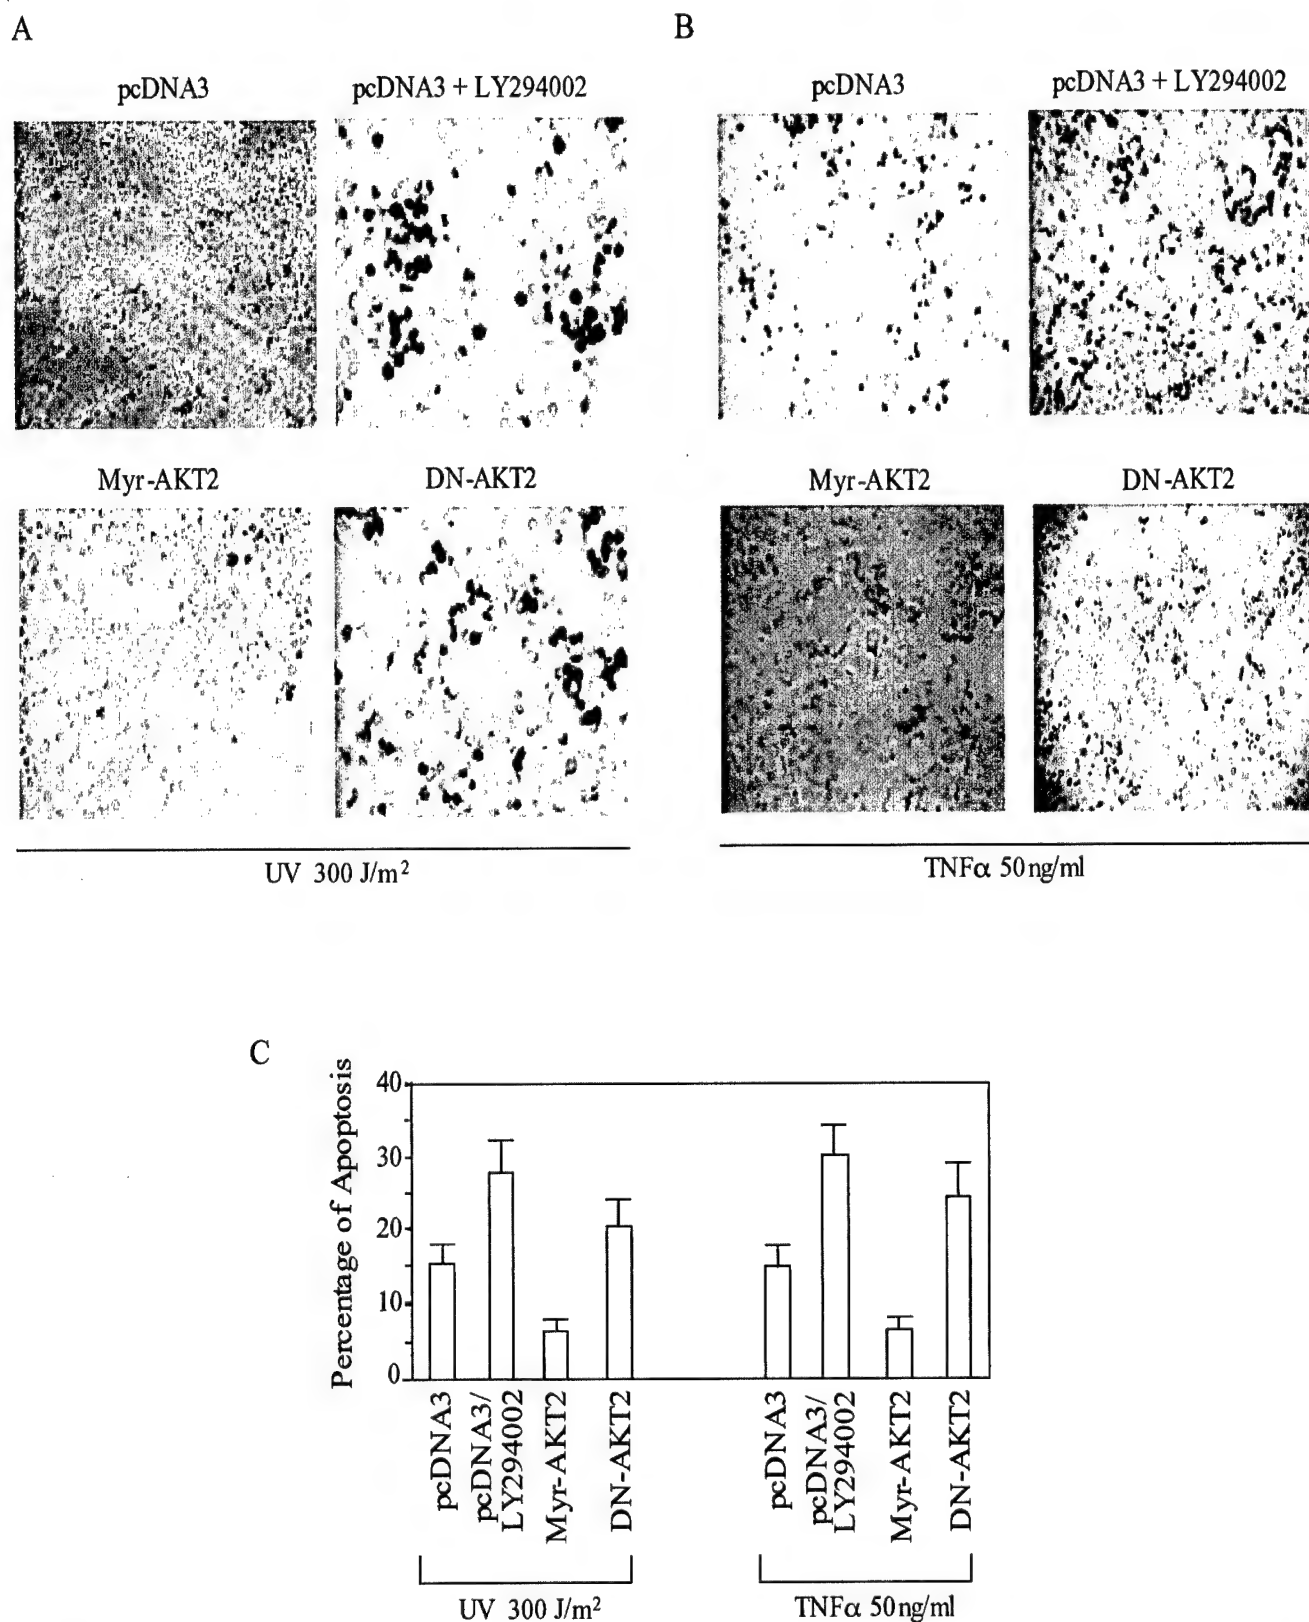 A
B
pcDNA3
pcDNA3 + LY294002
pcDNA3
pcDNA3 + LY294002
Myr-AKT2
DN-AKT2
Myr-AKT2
DN-AKT2
UV 300 J/m²
TNFα 50ng/ml
C
Percentage of Apoptosis
40
30
20
10
0
pcDNA3
pcDNA3/
LY294002
Myr-AKT2
DN-AKT2
pcDNA3
pcDNA3/
LY294002
Myr-AKT2
DN-AKT2
UV 300 J/m²
TNFα 50ng/ml